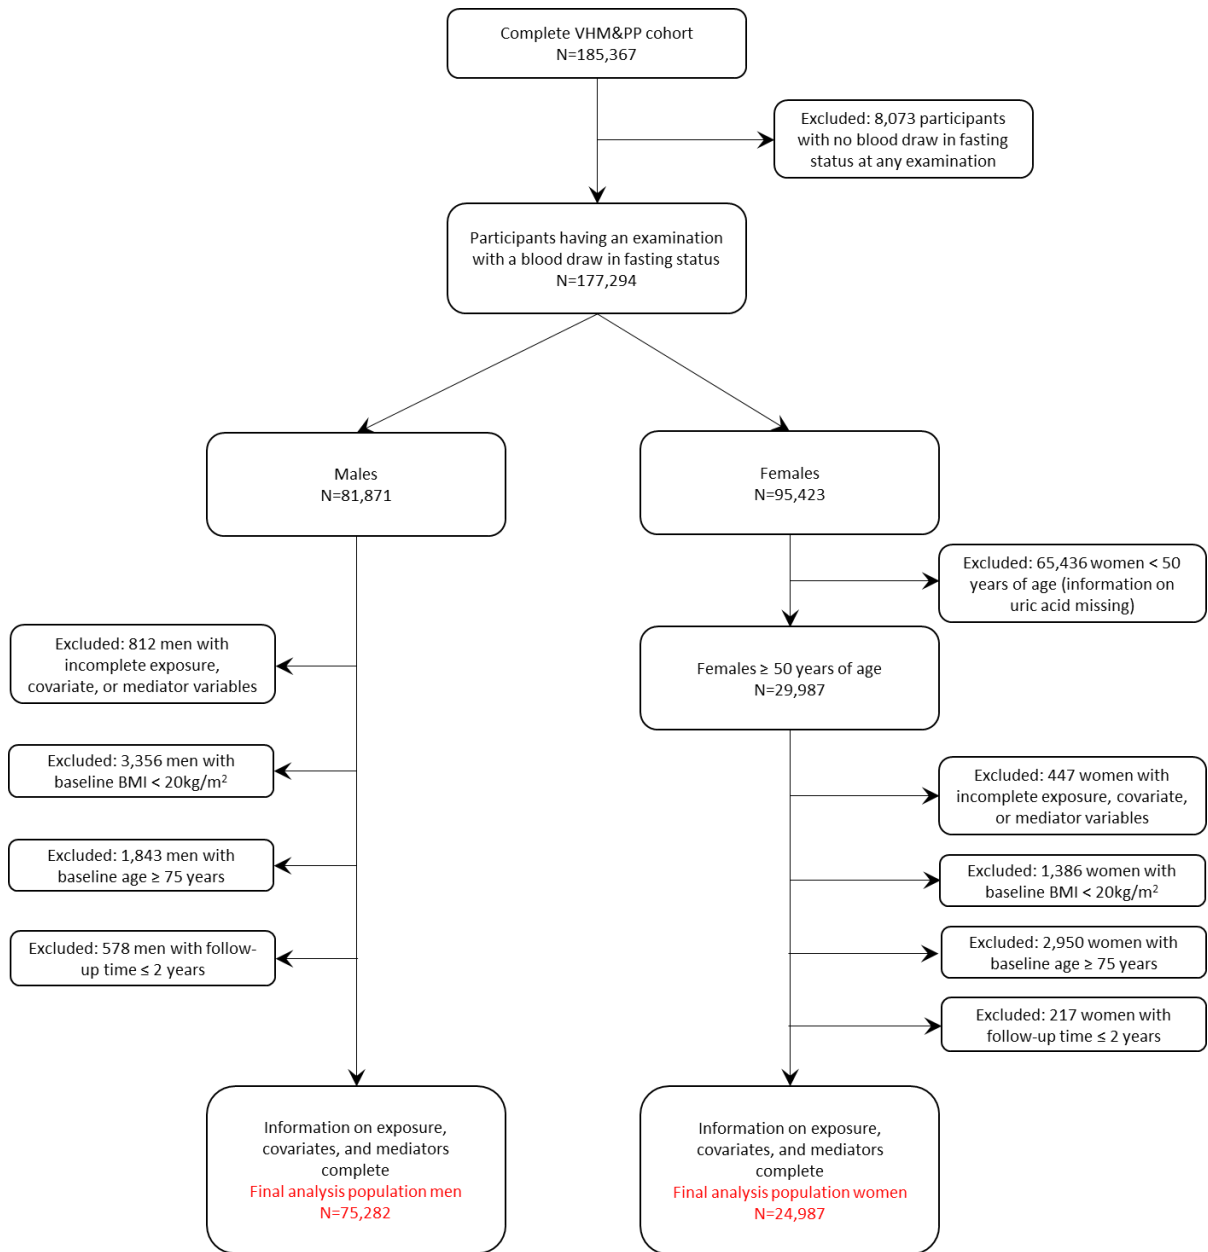 Complete VHM&PP cohort
N=185,367
Excluded: 8,073 participants
with no blood draw in fasting
status at any examination
Participants having an examination
with a blood draw in fasting status
N=177,294
Males
N=81,871
Females
N=95,423
Excluded: 65,436 women < 50
years of age (information on
uric acid missing)
Excluded: 812 men with
incomplete exposure,
covariate, or mediator variables
Females ≥ 50 years of age
N=29,987
Excluded: 3,356 men with
baseline BMI < 20kg/m²
Excluded: 447 women with
incomplete exposure, covariate,
or mediator variables
Excluded: 1,843 men with
baseline age ≥ 75 years
Excluded: 1,386 women with
baseline BMI < 20kg/m²
Excluded: 578 men with follow-
up time ≤ 2 years
Excluded: 2,950 women with
baseline age ≥ 75 years
Excluded: 217 women with
follow-up time ≤ 2 years
Information on exposure,
covariates, and mediators
complete
Final analysis population men
N=75,282
Information on exposure,
covariates, and mediators
complete
Final analysis population women
N=24,987